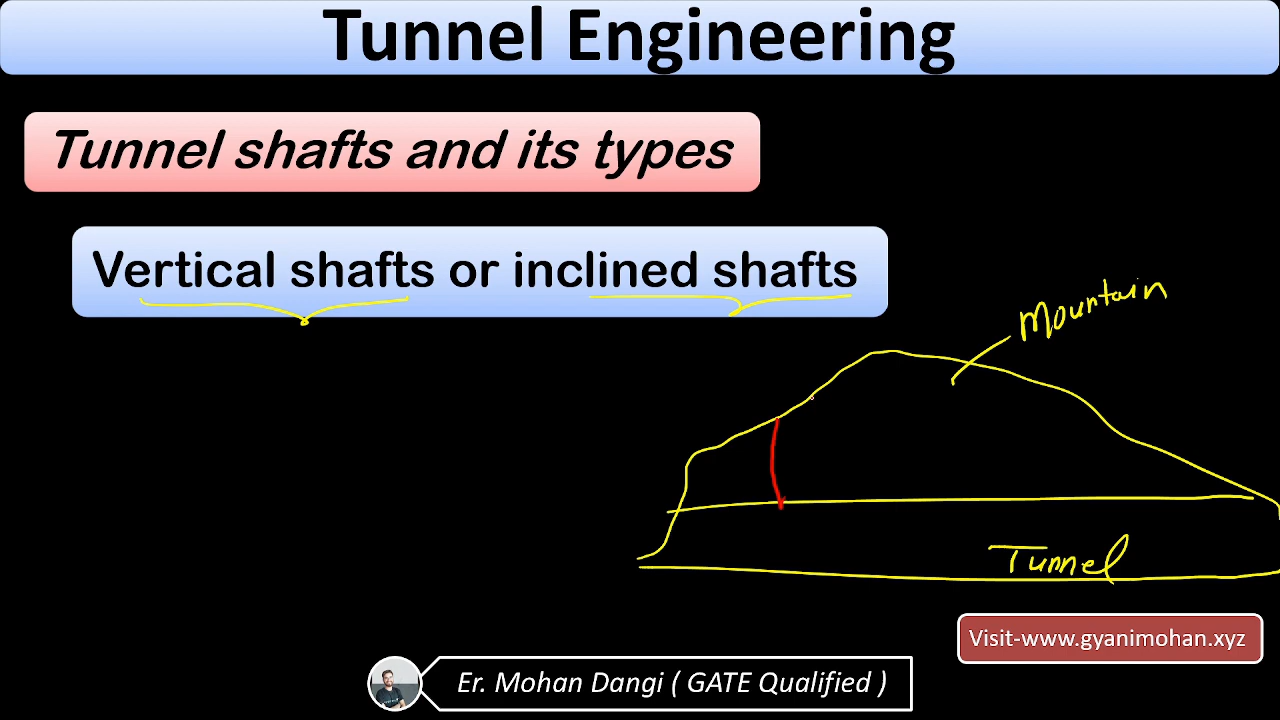 Tunnel Engineering
Tunnel shafts and its types
Vertical shafts or inclined shafts
Mountain
Tunnel
Visit-www.gyanimohan.xyz
Er. Mohan Dangi ( GATE Qualified )